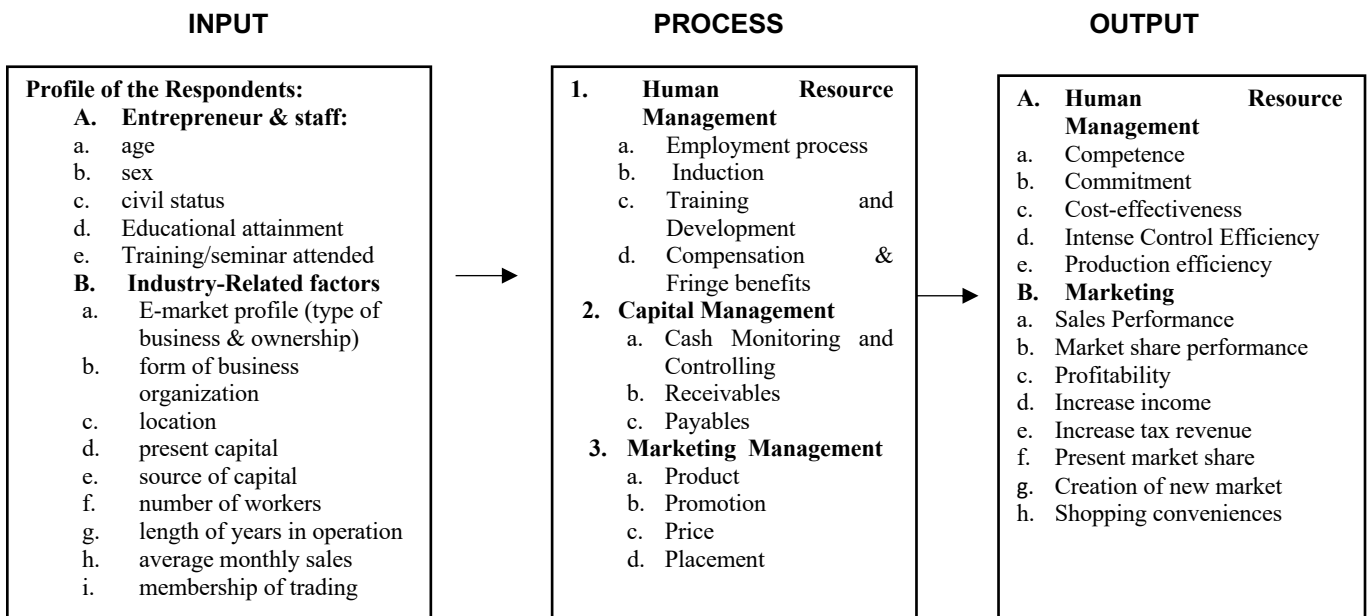 INPUT
PROCESS
OUTPUT
Profile of the Respondents:
A. Entrepreneur & staff:
a. age
b. sex
c. civil status
d. Educational attainment
e. Training/seminar attended
B. Industry-Related factors
a. E-market profile (type of
business & ownership)
b. form of business
organization
c. location
d. present capital
e. source of capital
f. number of workers
g. length of years in operation
h. average monthly sales
i. membership of trading
1. Human Resource
Management
a. Employment process
b. Induction
c. Training and
Development
d. Compensation &
Fringe benefits
2. Capital Management
a. Cash Monitoring and
Controlling
b. Receivables
c. Payables
3. Marketing Management
a. Product
b. Promotion
c. Price
d. Placement
A. Human Resource
Management
a. Competence
b. Commitment
c. Cost-effectiveness
d. Intense Control Efficiency
e. Production efficiency
B. Marketing
a. Sales Performance
b. Market share performance
c. Profitability
d. Increase income
e. Increase tax revenue
f. Present market share
g. Creation of new market
h. Shopping conveniences